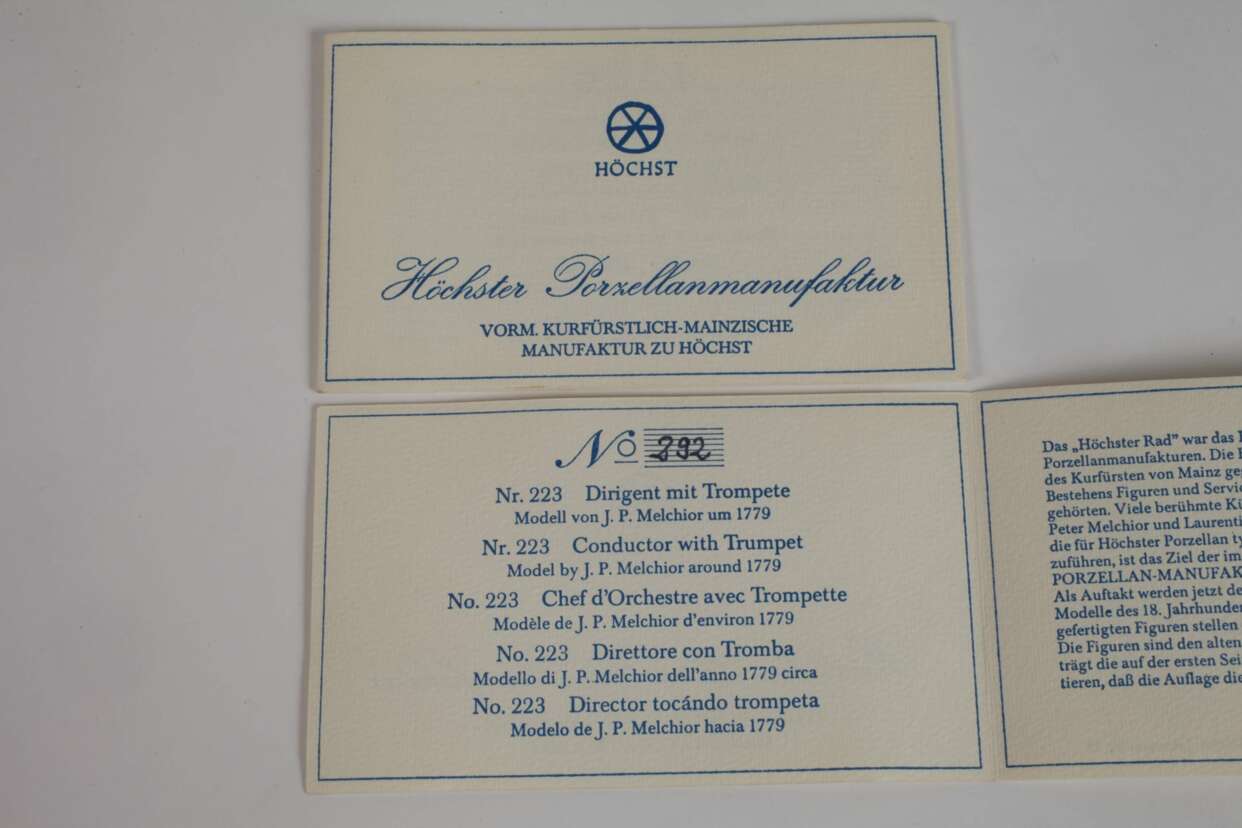 HÖCHST
Höchster Porzellanmanufaktur
VORM. KURFÜRSTLICH-MAINZISCHE
MANUFAKTUR ZU HÖCHST
No 892
Nr. 223 Dirigent mit Trompete
Modell von J. P. Melchior um 1779
Nr. 223 Conductor with Trumpet
Model by J. P. Melchior around 1779
No. 223 Chef d'Orchestre avec Trompette
Modèle de J. P. Melchior d'environ 1779
No. 223 Direttore con Tromba
Modello di J. P. Melchior dell'anno 1779 circa
No. 223 Director tocándo trompeta
Modelo de J. P. Melchior hacia 1779
Das „Höchster Rad" war das
Porzellanmanufakturen. Die
des Kurfürsten von Mainz
Bestehens Figuren und
gehörten. Viele berühmte
Peter Melchior und
die für Höchster Porzellan
zuführen, ist das Ziel der
PORZELLAN-
Als Auftakt werden jetzt
Modelle des 18.
gefertigten Figuren stellen
Die Figuren sind den alten
trägt die auf der ersten
tieren, daß die Auflage